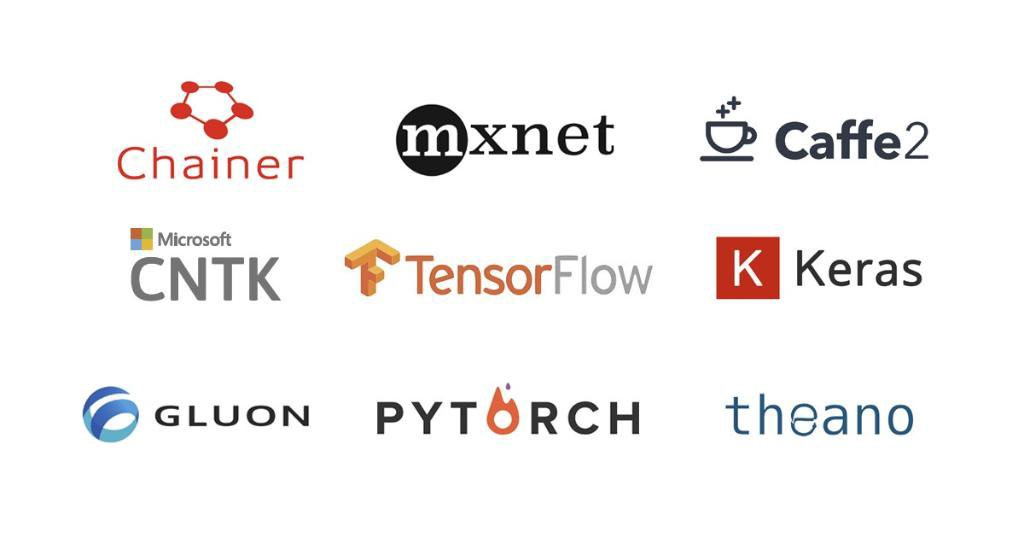 Chainer
mxnet
Caffe2
Microsoft
CNTK
TensorFlow
K Keras
GLUON
PYTORCH
theano